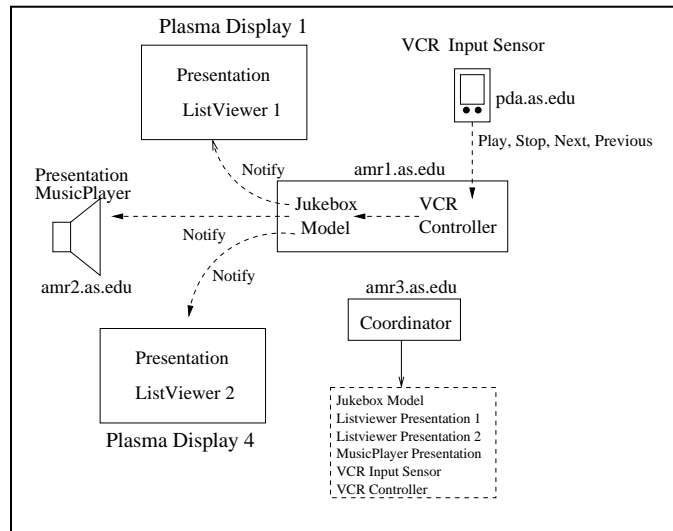 Plasma Display 1
Presentation
ListViewer 1
VCR Input Sensor
pda.as.edu
Play, Stop, Next, Previous
Notify
amr1.as.edu
Presentation
MusicPlayer
Jukebox
Model
VCR
Controller
Notify
Notify
amr2.as.edu
Presentation
ListViewer 2
Plasma Display 4
amr3.as.edu
Coordinator
Jukebox Model
Listviewer Presentation 1
Listviewer Presentation 2
MusicPlayer Presentation
VCR Input Sensor
VCR Controller